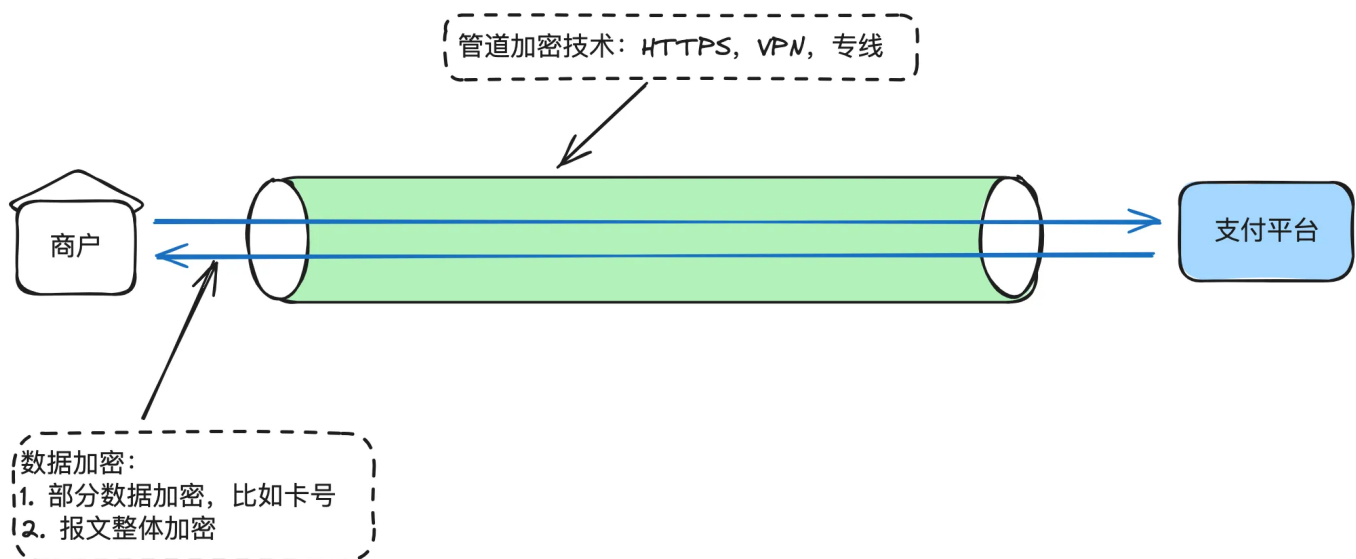 管道加密技术：HTTPS，VPN，专线
商户
支付平台
数据加密：
1. 部分数据加密，比如卡号
2. 报文整体加密